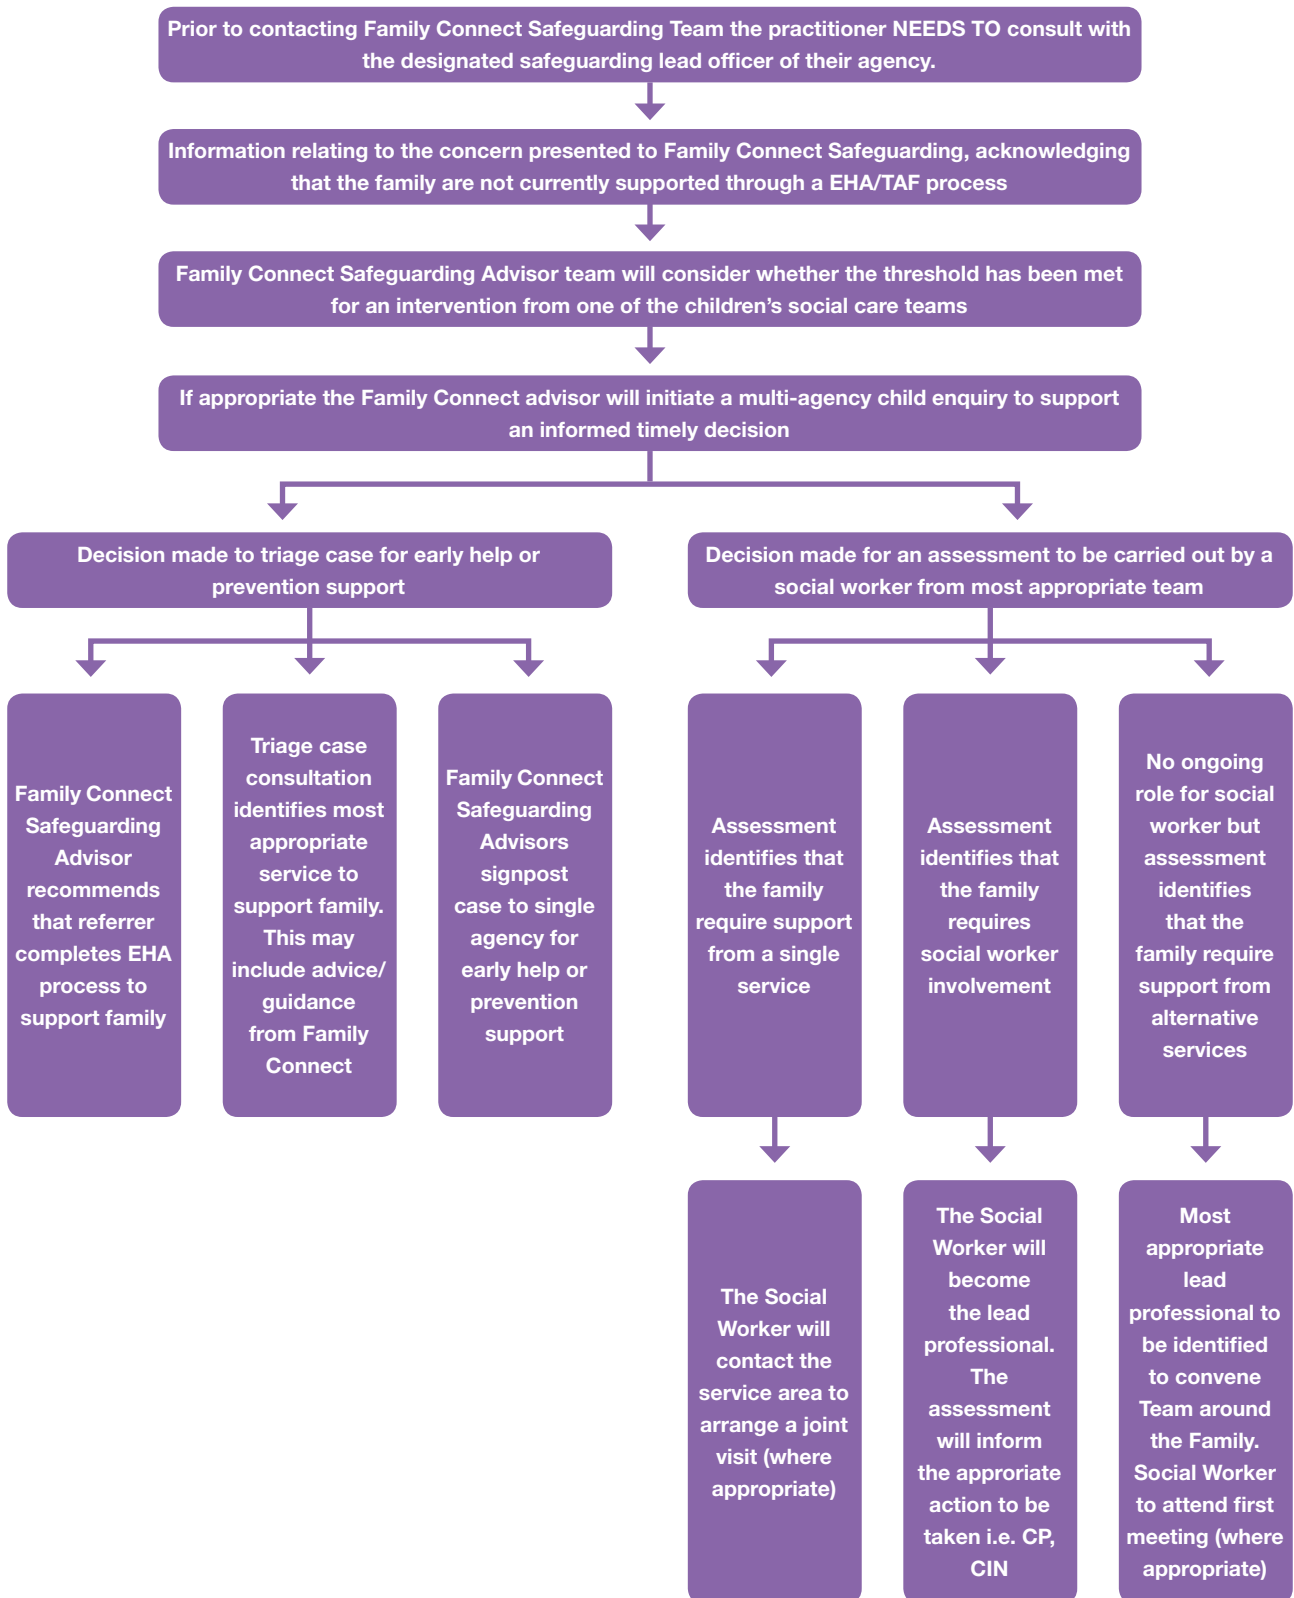 Prior to contacting Family Connect Safeguarding Team the practitioner NEEDS TO consult with
the designated safeguarding lead officer of their agency.
Information relating to the concern presented to Family Connect Safeguarding, acknowledging
that the family are not currently supported through a EHA/TAF process
Family Connect Safeguarding Advisor team will consider whether the threshold has been met
for an intervention from one of the children’s social care teams
If appropriate the Family Connect advisor will initiate a multi-agency child enquiry to support
an informed timely decision
Decision made to triage case for early help or
prevention support
Decision made for an assessment to be carried out by a
social worker from most appropriate team
Family Connect
Safeguarding
Advisor
recommends
that referrer
completes EHA
process to
support family
Triage case
consultation
identifies most
appropriate
service to
support family.
This may
include advice/
guidance
from Family
Connect
Family Connect
Safeguarding
Advisors
signpost
case to single
agency for
early help or
prevention
support
Assessment
identifies that
the family
require support
from a single
service
Assessment
identifies that
the family
requires
social worker
involvement
No ongoing
role for social
worker but
assessment
identifies
that the
family require
support from
alternative
services
The Social
Worker will
contact the
service area to
arrange a joint
visit (where
appropriate)
The Social
Worker will
become
the lead
professional.
The
assessment
will inform
the approriate
action to be
taken i.e. CP,
CIN
Most
appropriate
lead
professional to
be identified
to convene
Team around
the Family.
Social Worker
to attend first
meeting (where
appropriate)